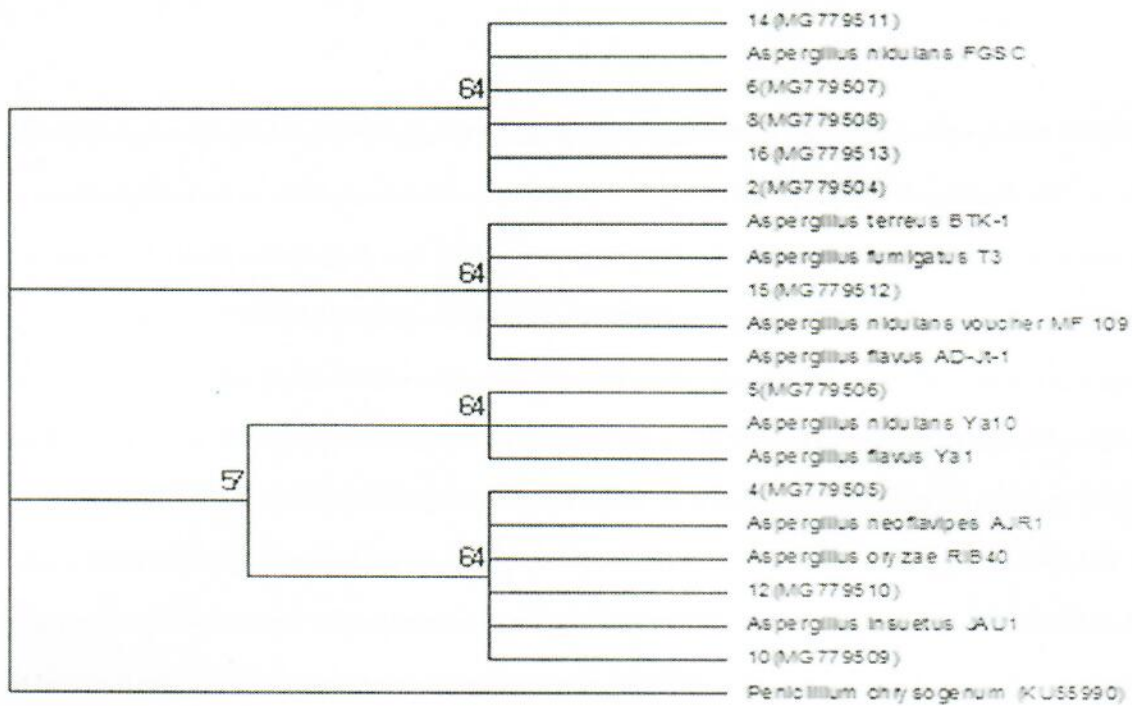 14(MG779511)
Aspergillus nidulans FGSC
64
6(MG779507)
8(MG779508)
16(MG779513)
2(MG779504)
Aspergillus terreus BTK-1
Aspergillus fumigatus T3
64
15(MG779512)
Aspergillus nidulans voucher MF 109
Aspergillus flavus AD-Jt-1
5(MG779506)
64
Aspergillus nidulans Ya10
Aspergillus flavus Ya1
57
4(MG779505)
Aspergillus neoflavipes AJR1
64
Aspergillus oryzae RIB40
12(MG779510)
Aspergillus insuetus JAU1
10(MG779509)
Penicillium chrysogenum (KU55990)